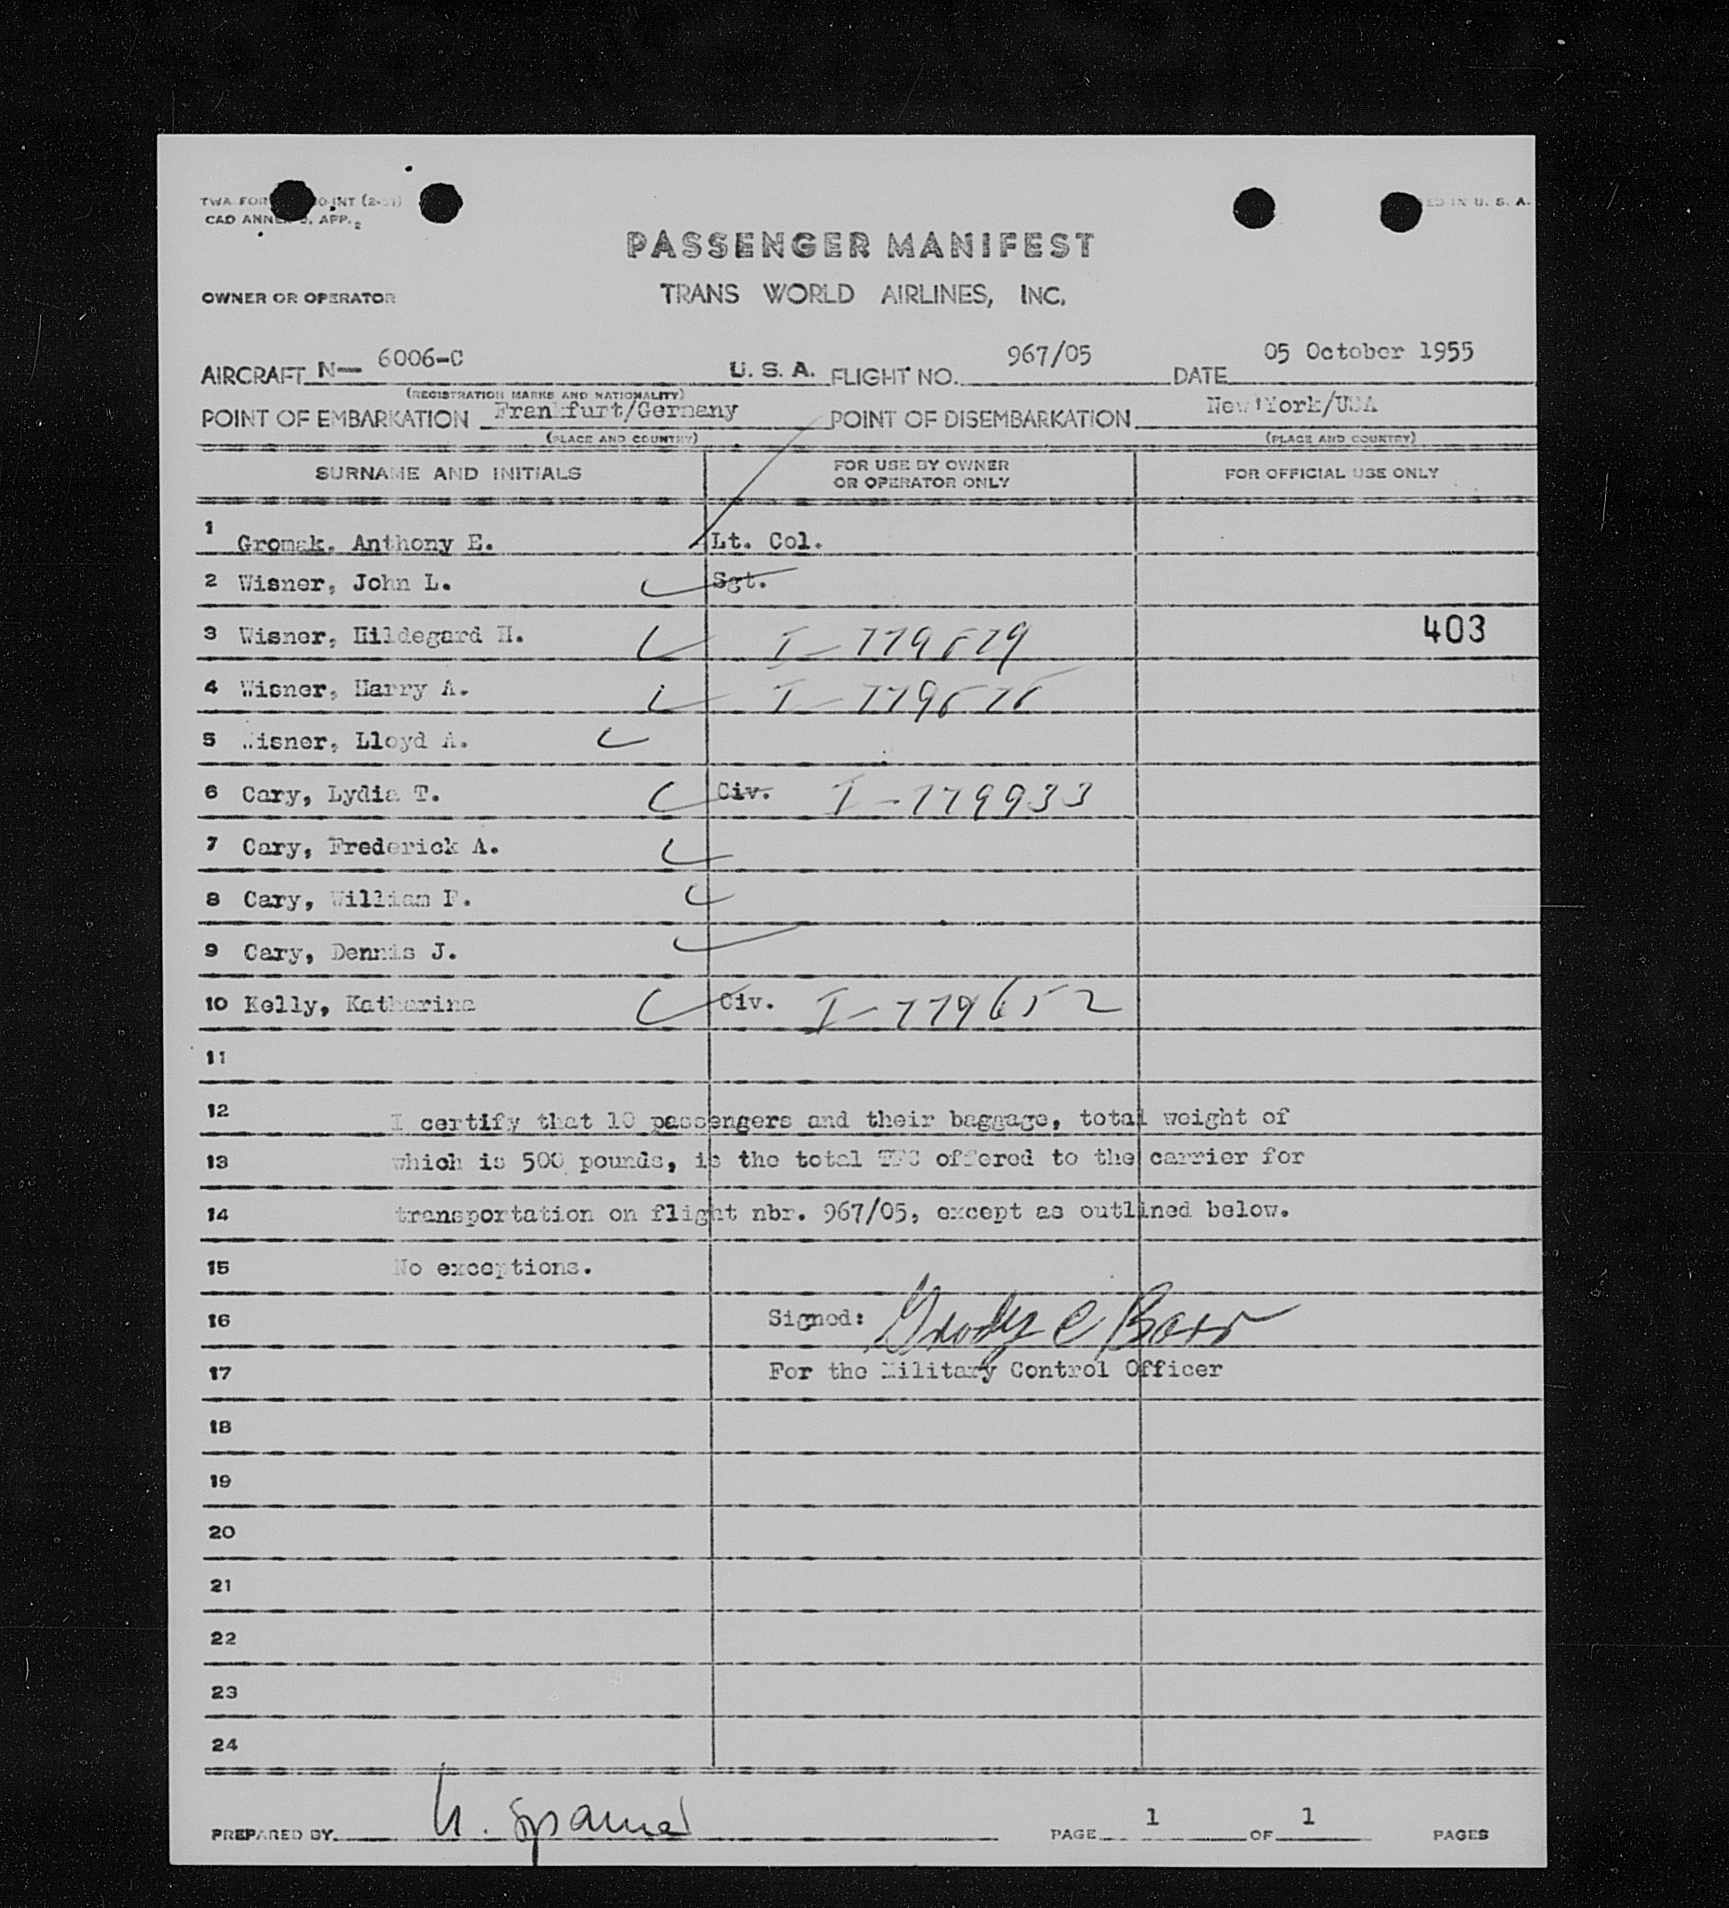 TWA FOR
CAD ANNEX
U. S. A.
PASSENGER MANIFEST
OWNER OR OPERATOR TRANS WORLD AIRLINES, INC.
AIRCRAFT N— 6006-C U. S. A. FLIGHT NO. 967/05 DATE 05 October 1955
(REGISTRATION MARKS AND NATIONALITY)
POINT OF EMBARKATION Frankfurt/Germany POINT OF DISEMBARKATION New York/USA
(PLACE AND COUNTRY) (PLACE AND COUNTRY)
SURNAME AND INITIALS FOR USE BY OWNER OR OPERATOR ONLY FOR OFFICIAL USE ONLY
1 Gromak, Anthony E. Lt. Col.
2 Wisner, John L. Sgt.
3 Wisner, Hildegard H. 403
4 Wisner, Harry A.
5 Wisner, Lloyd A.
6 Cary, Lydia T. Civ. I-779933
7 Cary, Frederick A.
8 Cary, William F.
9 Cary, Dennis J.
10 Kelly, Katharina Civ. I-779652
11
12 I certify that 10 passengers and their baggage, total weight of
13 which is 500 pounds, is the total TFC offered to the carrier for
14 transportation on flight nbr. 967/05, except as outlined below.
15 No exceptions.
16 Signed: Grody C Barr
17 For the Military Control Officer
18
19
20
21
22
23
24
PREPARED BY PAGE 1 OF 1 PAGES